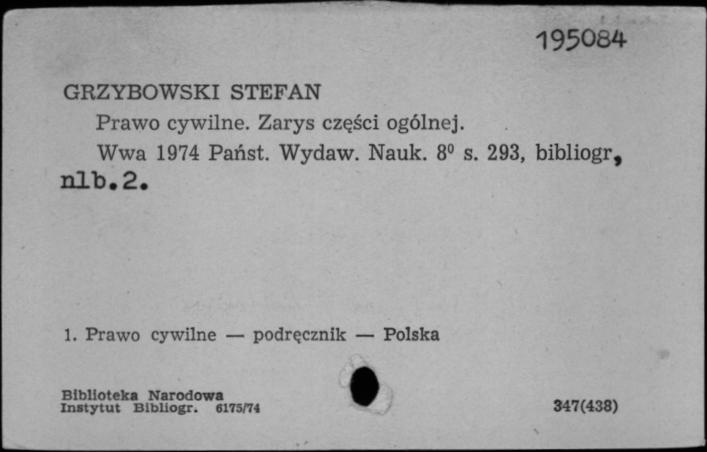 195084
GRZYBOWSKI STEFAN
Prawo cywilne. Zarys części ogólnej.
Wwa 1974 Państ. Wydaw. Nauk. 8⁰ s. 293, bibliogr,
nlb.2.
1. Prawo cywilne — podręcznik — Polska
Biblioteka Narodowa
Instytut Bibliogr. 6175/74
347(438)